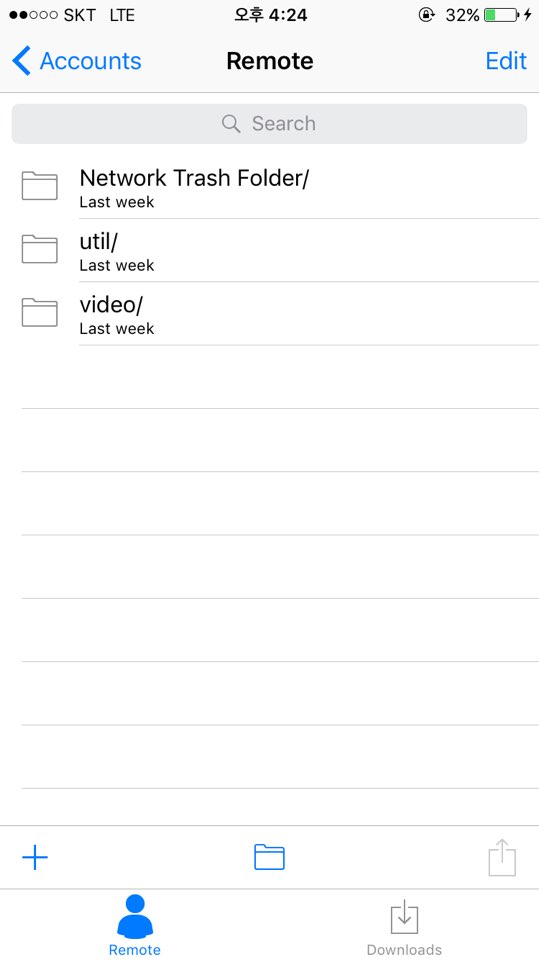 SKT LTE 오후 4:24 32%
Accounts Remote Edit
Search
Network Trash Folder/
Last week
util/
Last week
video/
Last week
Remote Downloads